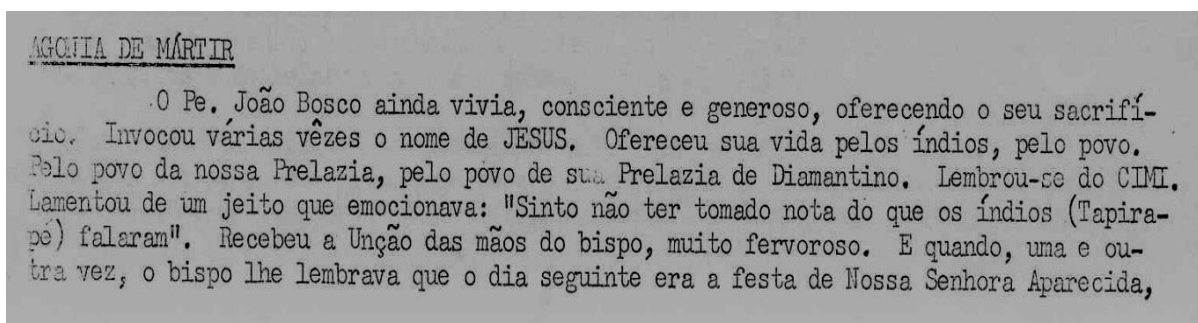 AGONIA DE MÁRTIR
O Pe. João Bosco ainda vivia, consciente e generoso, oferecendo o seu sacrifí-
cio. Invocou várias vêzes o nome de JESUS. Ofereceu sua vida pelos índios, pelo povo.
Pelo povo da nossa Prelazia, pelo povo de sua Prelazia de Diamantino. Lembrou-se do CIMI.
Lamentou de um jeito que emocionava: "Sinto não ter tomado nota do que os índios (Tapira-
pé) falaram". Recebeu a Unção das mãos do bispo, muito fervoroso. E quando, uma e ou-
tra vez, o bispo lhe lembrava que o dia seguinte era a festa de Nossa Senhora Aparecida,